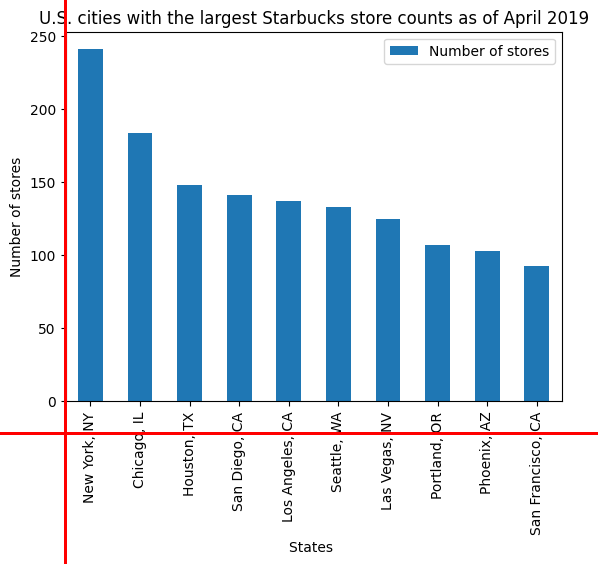 U.S. cities with the largest Starbucks store counts as of April 2019
Number of stores
Number of stores
250
200
150
100
50
0
New York, NY
Chicago, IL
Houston, TX
San Diego, CA
Los Angeles, CA
Seattle, WA
Las Vegas, NV
Portland, OR
Phoenix, AZ
San Francisco, CA
States